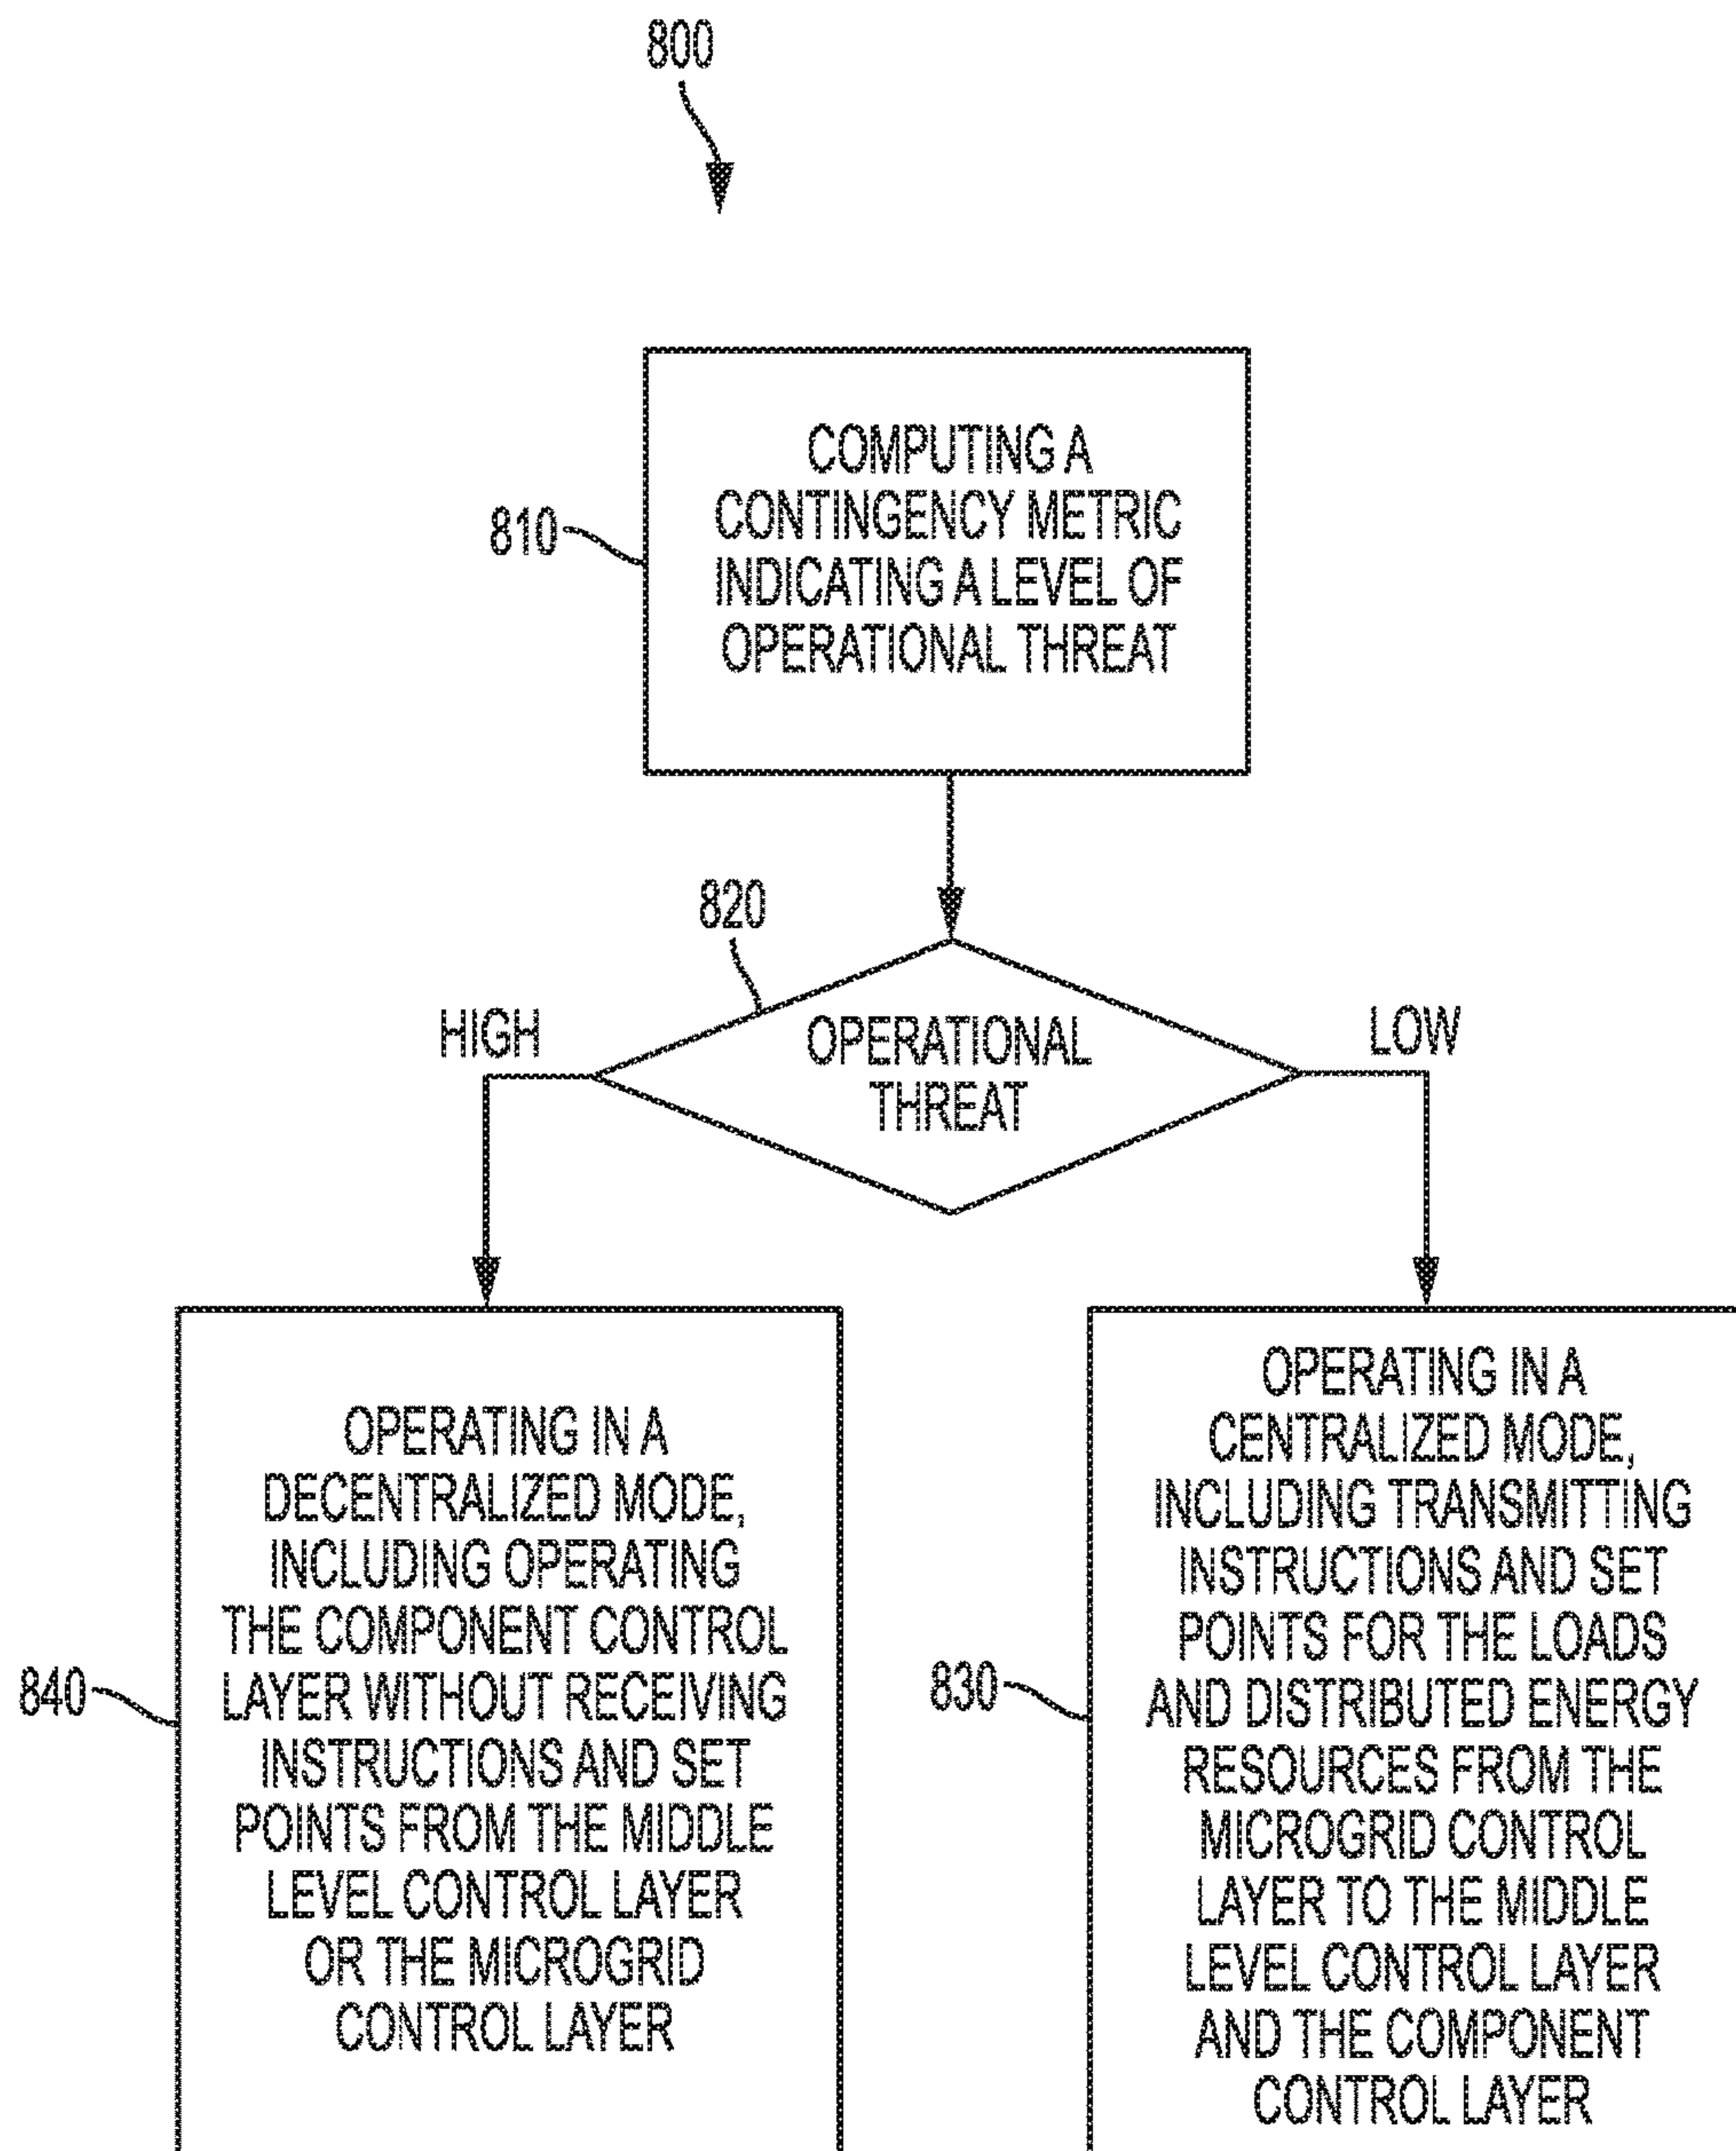 800
COMPUTING A
CONTINGENCY METRIC
INDICATING A LEVEL OF
OPERATIONAL THREAT
810
820
HIGH
OPERATIONAL
THREAT
LOW
OPERATING IN A
DECENTRALIZED MODE,
INCLUDING OPERATING
THE COMPONENT CONTROL
LAYER WITHOUT RECEIVING
INSTRUCTIONS AND SET
POINTS FROM THE MIDDLE
LEVEL CONTROL LAYER
OR THE MICROGRID
CONTROL LAYER
840
OPERATING IN A
CENTRALIZED MODE,
INCLUDING TRANSMITTING
INSTRUCTIONS AND SET
POINTS FOR THE LOADS
AND DISTRIBUTED ENERGY
RESOURCES FROM THE
MICROGRID CONTROL
LAYER TO THE MIDDLE
LEVEL CONTROL LAYER
AND THE COMPONENT
CONTROL LAYER
830